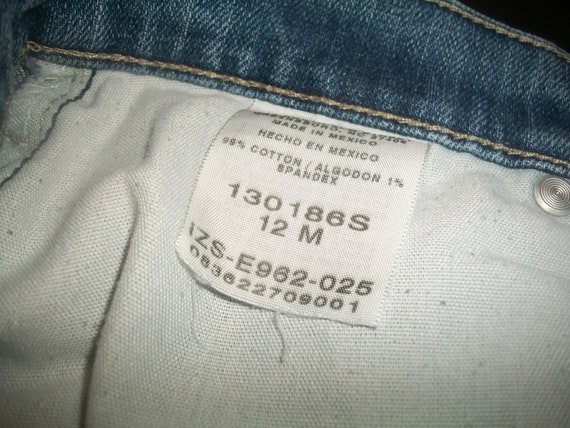 MADE IN MEXICO
HECHO EN MEXICO
99% COTTON / ALGODON 1%
SPANDEX
130186S
12 M
IZS-E962-025
083622709001